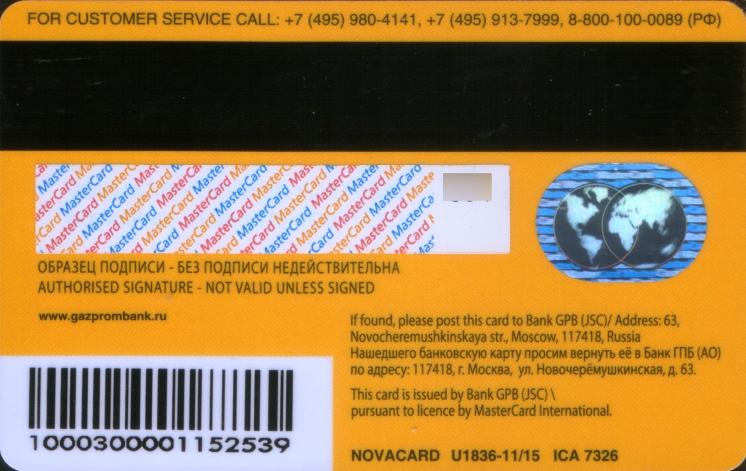 FOR CUSTOMER SERVICE CALL: +7 (495) 980-4141, +7 (495) 913-7999, 8-800-100-0089 (РФ)
MasterCard MasterCard MasterCard MasterCard
ОБРАЗЕЦ ПОДПИСИ - БЕЗ ПОДПИСИ НЕДЕЙСТВИТЕЛЬНА
AUTHORISED SIGNATURE - NOT VALID UNLESS SIGNED
www.gazprombank.ru
If found, please post this card to Bank GPB (JSC)/ Address: 63,
Novocheremushkinskaya str., Moscow, 117418, Russia
Нашедшего банковскую карту просим вернуть её в Банк ГПБ (АО)
по адресу: 117418, г. Москва, ул. Новочерёмушкинская, д. 63.
This card is issued by Bank GPB (JSC) \
pursuant to licence by MasterCard International.
1000300001152539
NOVACARD U1836-11/15 ICA 7326